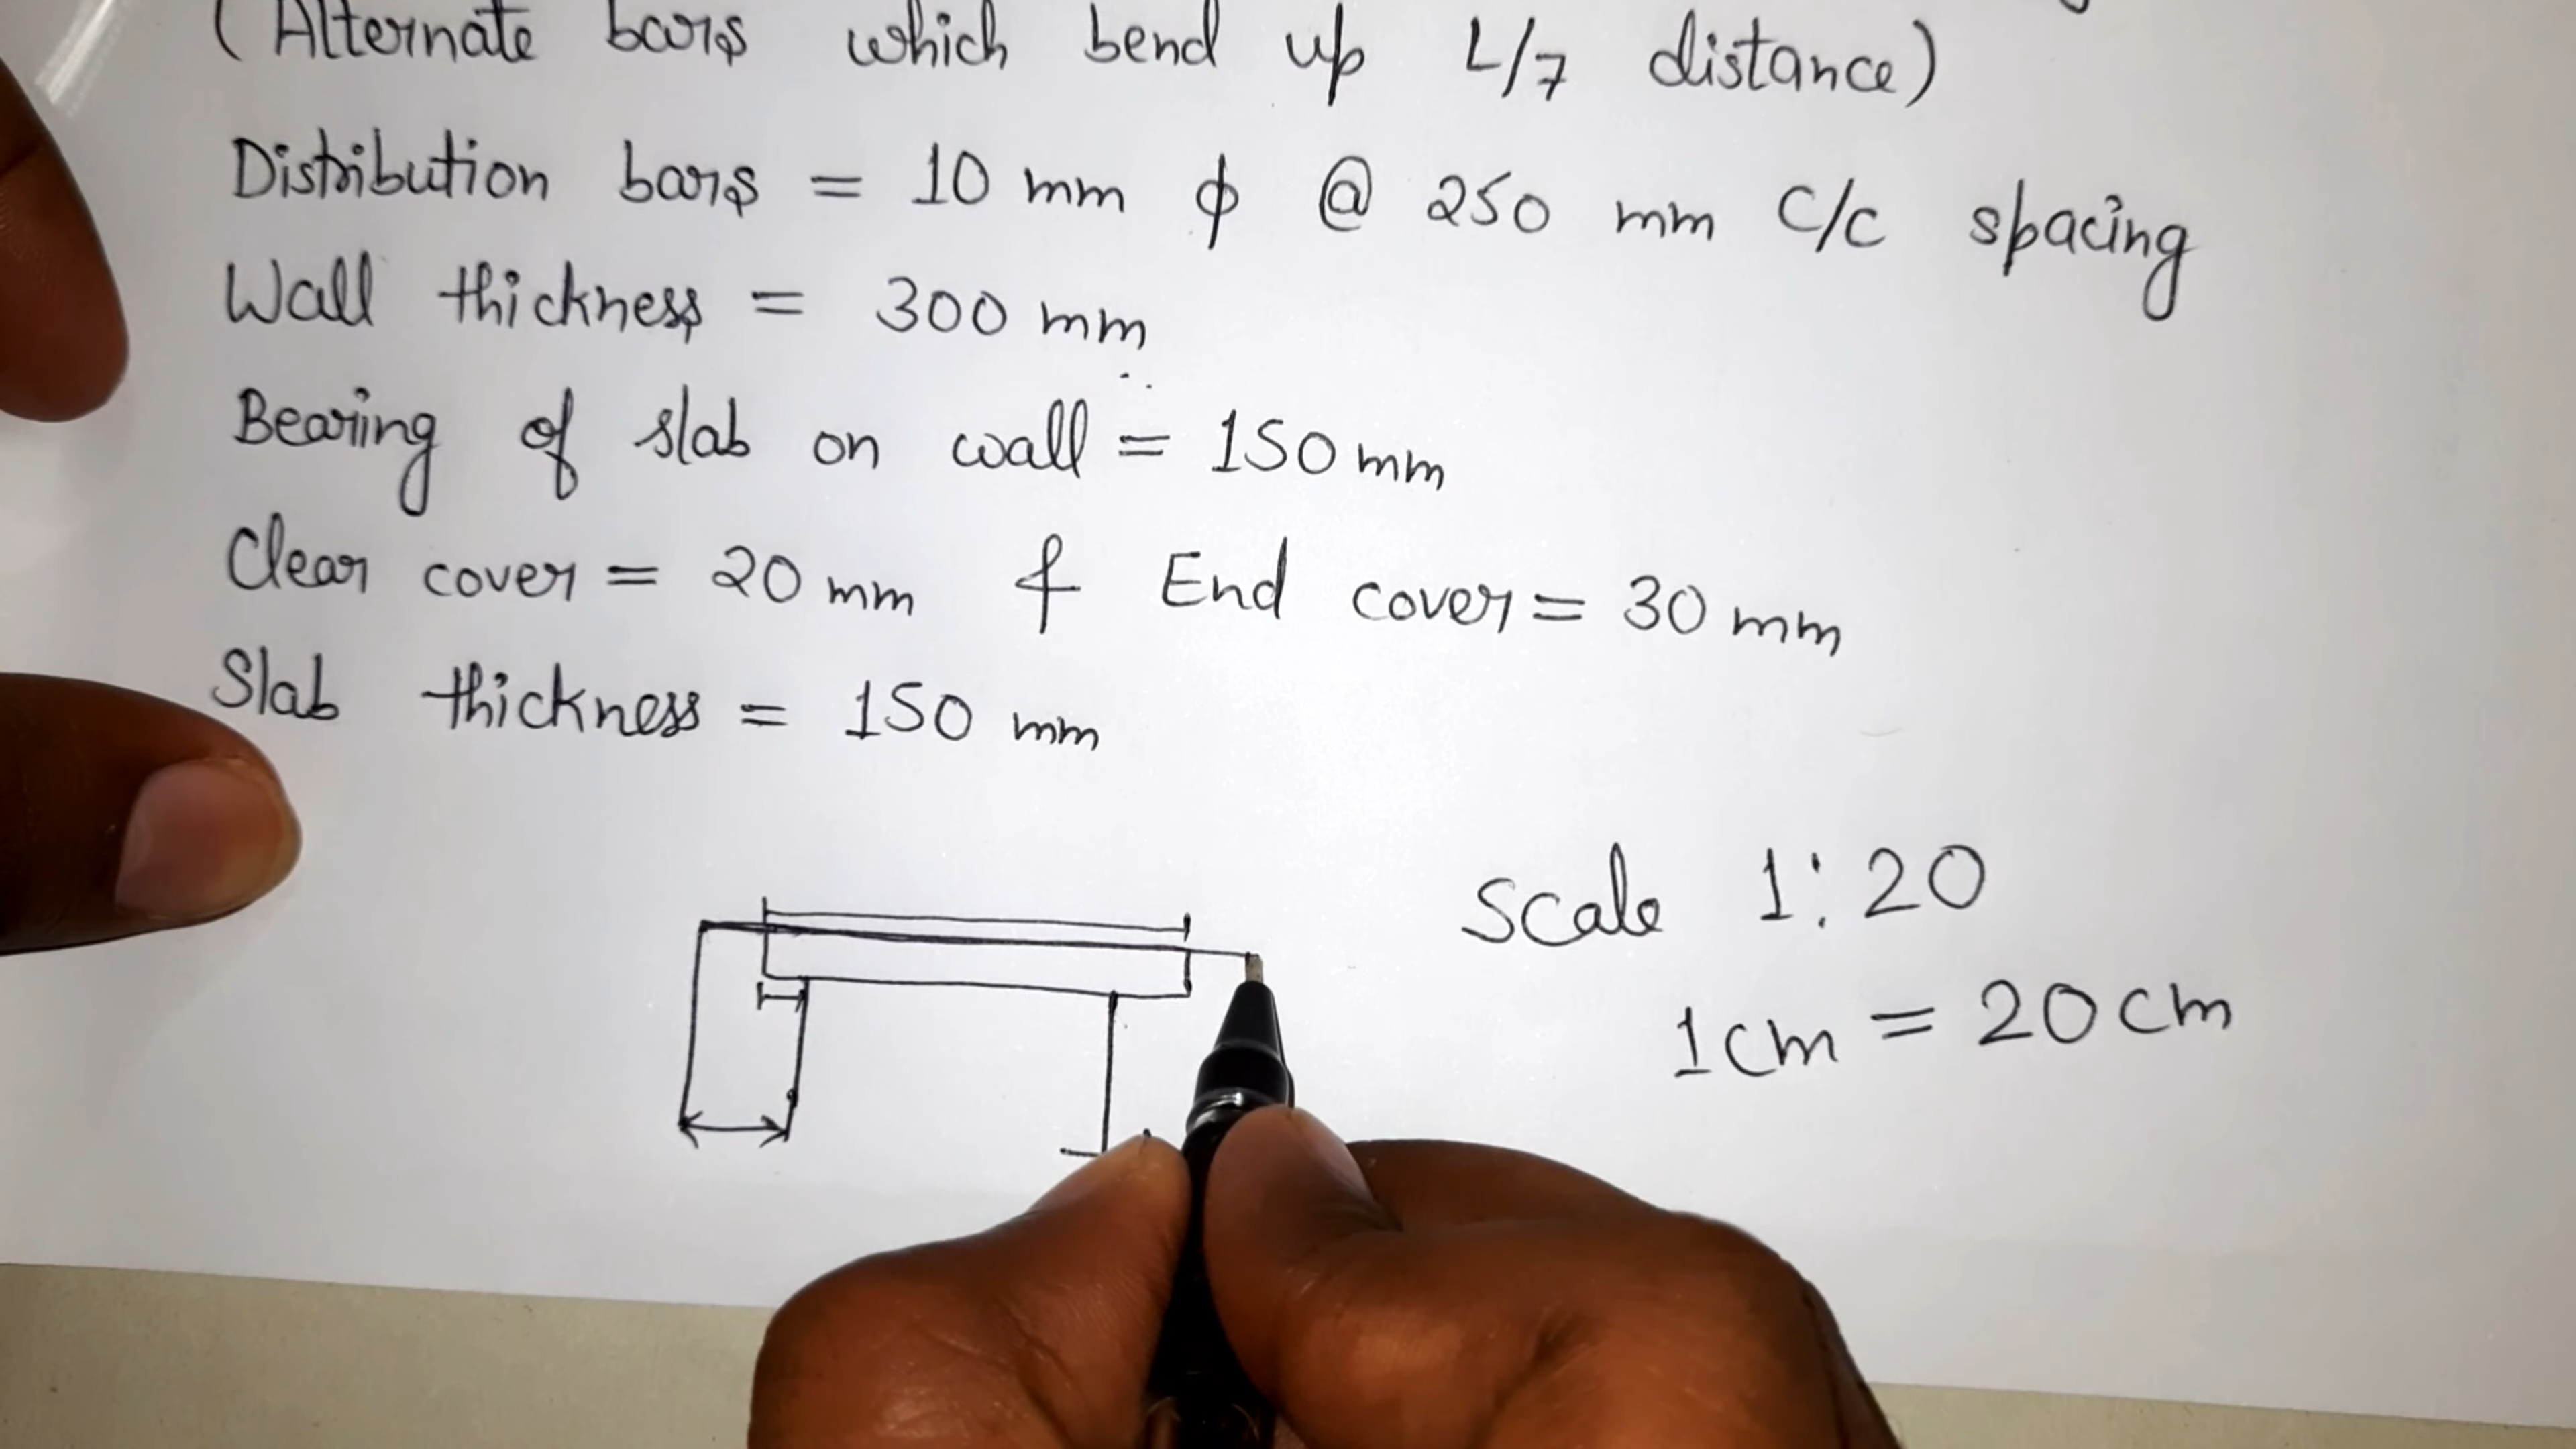 (Alternate bars which bend up L/7 distance)
Distribution bars = 10 mm ϕ @ 250 mm C/C spacing
Wall thickness = 300 mm
Bearing of slab on wall = 150 mm
Clear cover = 20 mm & End cover = 30 mm
Slab thickness = 150 mm
Scale 1:20
1cm = 20cm